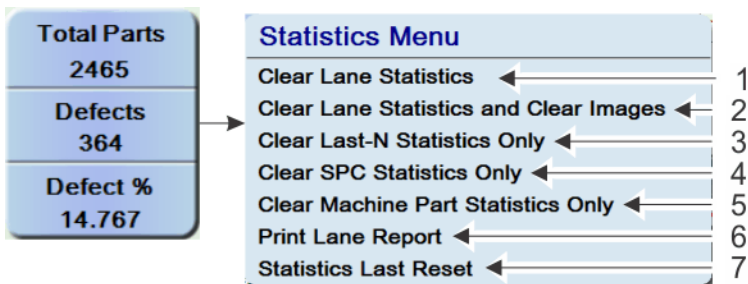 Total Parts
2465
Defects
364
Defect %
14.767
Statistics Menu
Clear Lane Statistics 1
Clear Lane Statistics and Clear Images 2
Clear Last-N Statistics Only 3
Clear SPC Statistics Only 4
Clear Machine Part Statistics Only 5
Print Lane Report 6
Statistics Last Reset 7